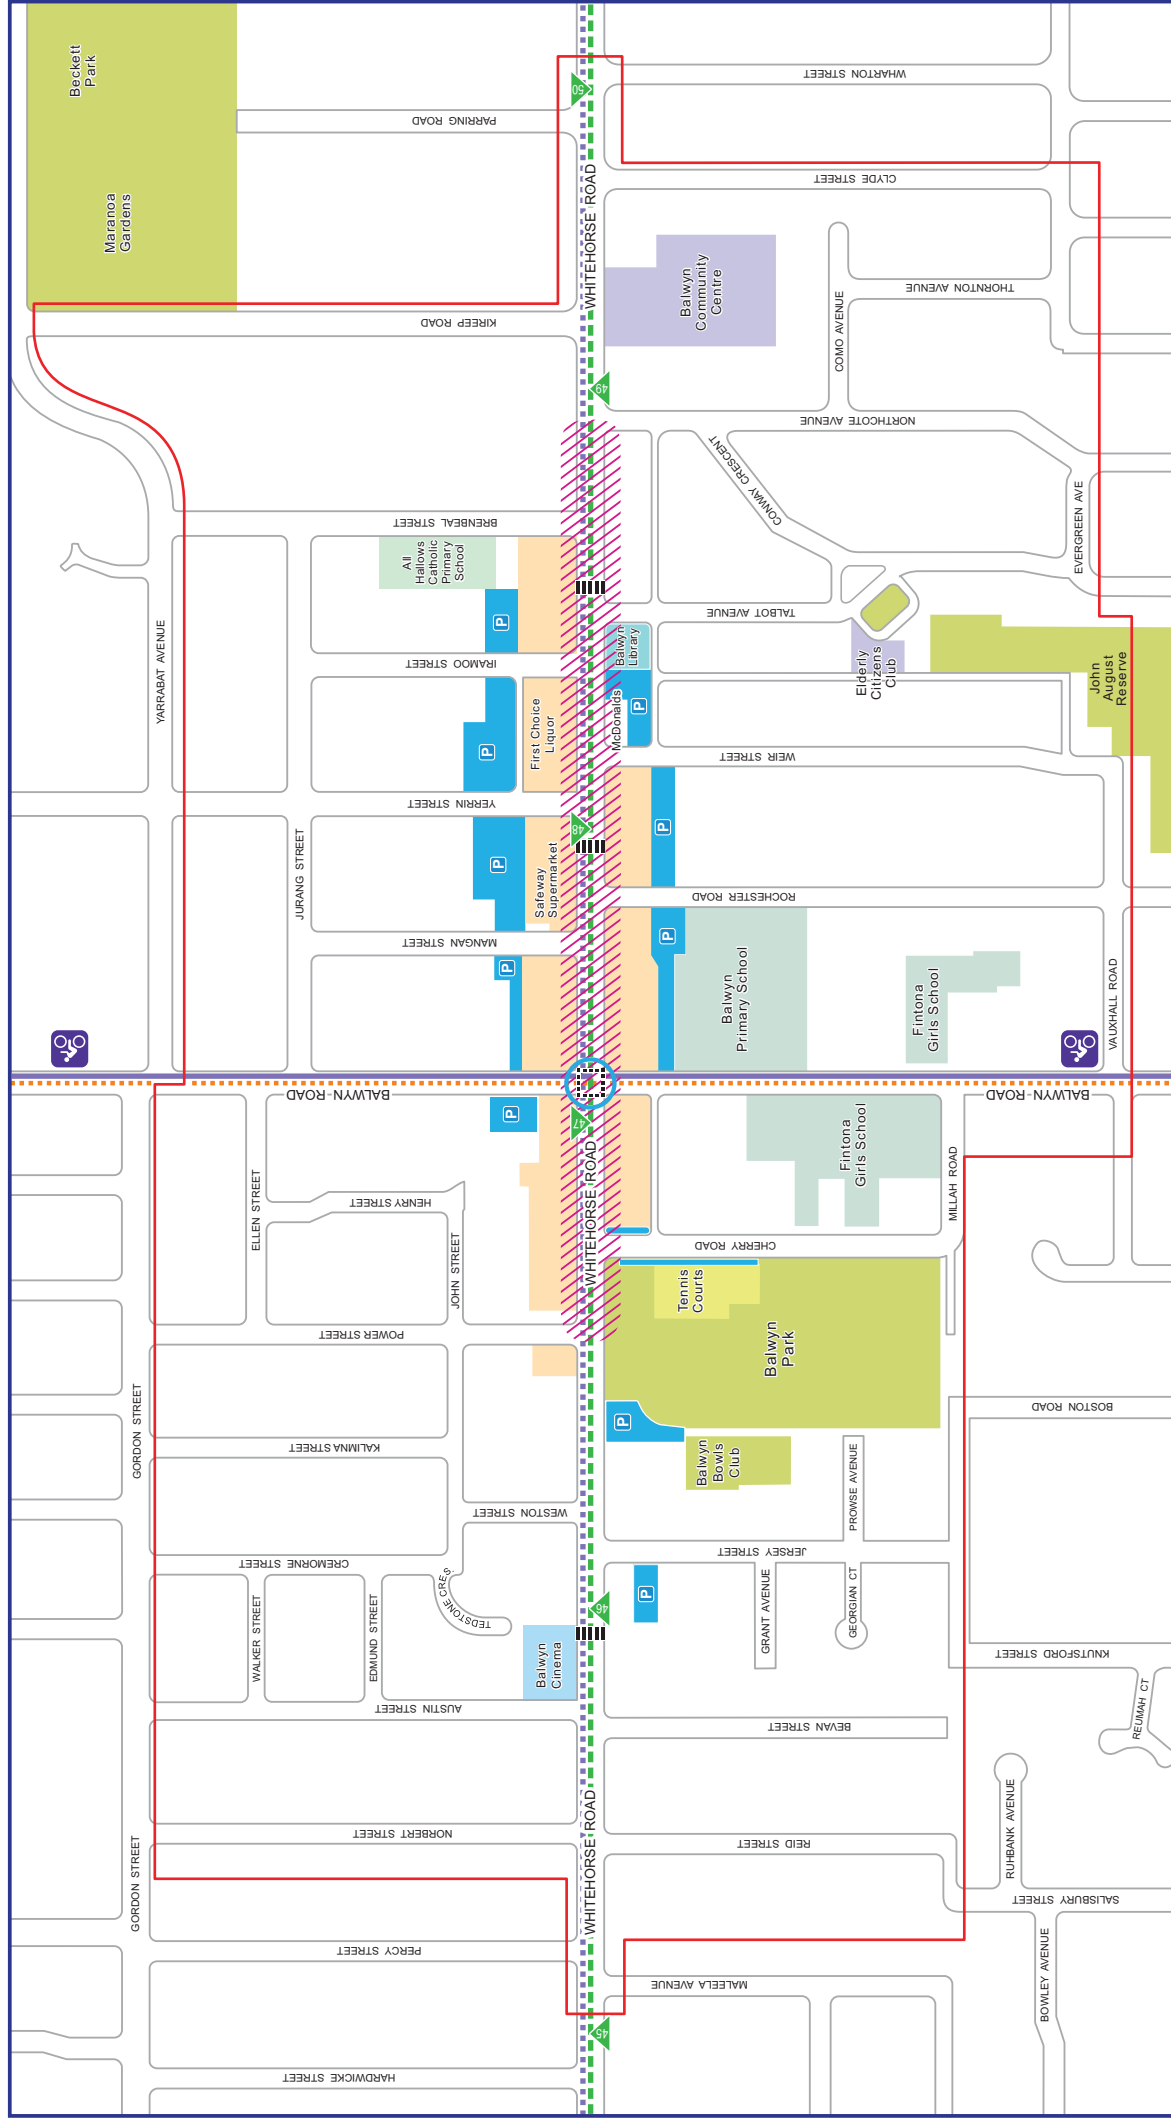 Beckett
Park
WHARTON STREET
50
PARRING ROAD
CLYDE STREET
Maranoa
Gardens
WHITEHORSE ROAD
Balwyn
Community
Centre
THORNTON AVENUE
COMO AVENUE
KIREEP ROAD
49
NORTHCOTE AVENUE
CONWAY CRESCENT
EVERGREEN AVE
BRENBEAL STREET
All
Hallows
Catholic
Primary
School
P
TALBOT AVENUE
YARRABAT AVENUE
IRAMOO STREET
Balwyn
Library
Elderly
Citizens
Club
John
August
Reserve
McDonalds
P
First Choice
Liquor
P
WEIR STREET
YERRIN STREET
48
P
JURANG STREET
P
Safeway
Supermarket
ROCHESTER ROAD
MANGAN STREET
P
P
Balwyn
Primary School
Fintona
Girls School
VAUXHALL ROAD
BALWYN ROAD
BALWYN ROAD
P
47
Fintona
Girls School
MILLAH ROAD
ELLEN STREET
HENRY STREET
WHITEHORSE ROAD
JOHN STREET
CHERRY ROAD
Tennis
Courts
POWER STREET
Balwyn
Park
GORDON STREET
P
BOSTON ROAD
KALIMNA STREET
Balwyn
Bowls
Club
PROWSE AVENUE
WESTON STREET
JERSEY STREET
CREMORNE STREET
TEDSTONE CRES.
P
46
GRANT AVENUE
GEORGIAN CT
WALKER STREET
EDMUND STREET
Balwyn
Cinema
KNUTSFORD STREET
REUMAH CT
AUSTIN STREET
BEVAN STREET
RUHBANK AVENUE
NORBERT STREET
WHITEHORSE ROAD
REID STREET
GORDON STREET
SALISBURY STREET
PERCY STREET
MALEELA AVENUE
BOWLEY AVENUE
45
HARDWICKE STREET